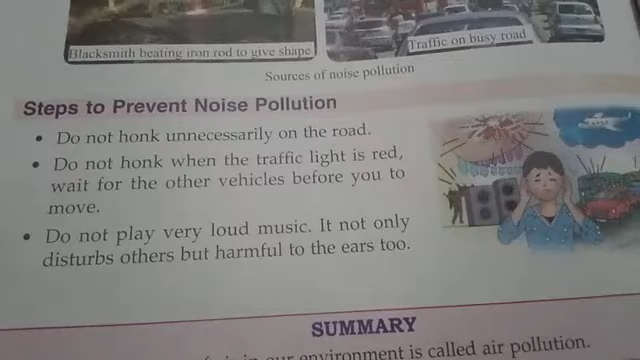 Blacksmith beating iron rod to give shape
Traffic on busy road
Sources of noise pollution
Steps to Prevent Noise Pollution
• Do not honk unnecessarily on the road.
• Do not honk when the traffic light is red,
wait for the other vehicles before you to
move.
• Do not play very loud music. It not only
disturbs others but harmful to the ears too.
SUMMARY
in our environment is called air pollution.